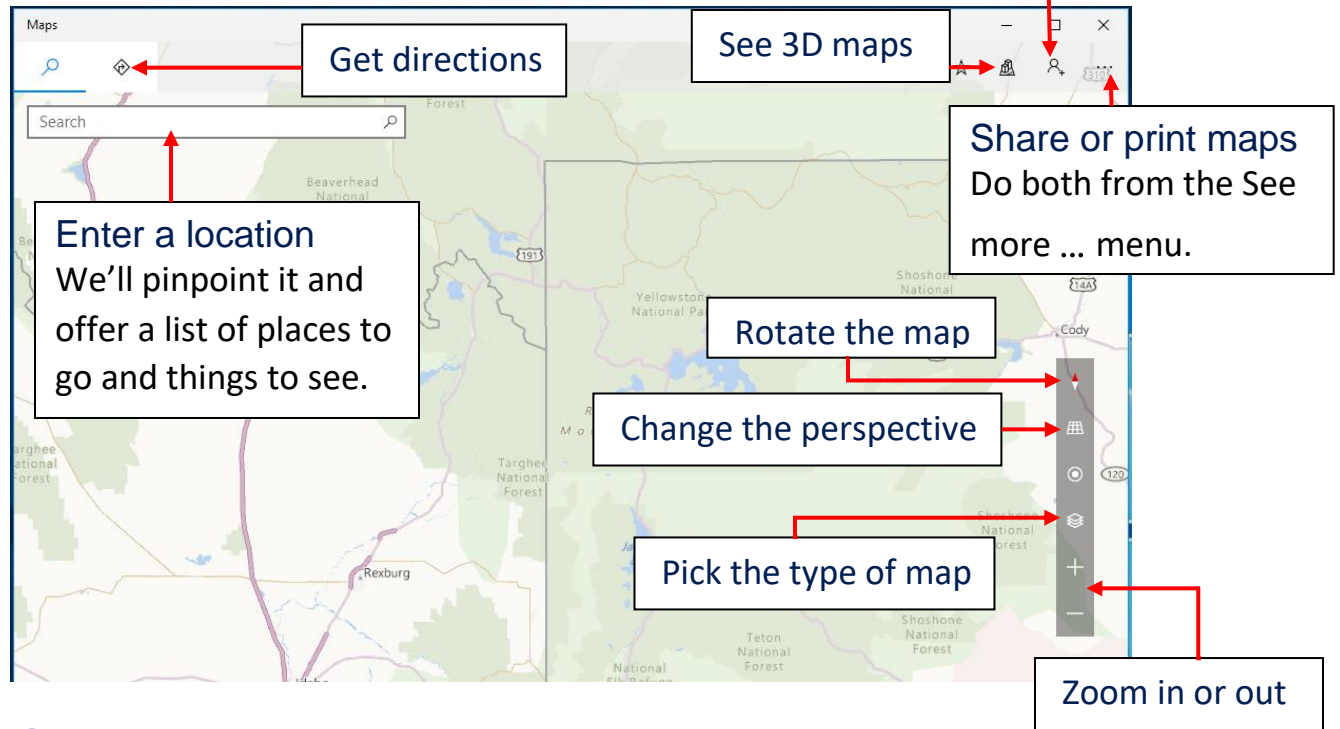 Maps
Get directions
See 3D maps
310
Search
Forest
Share or print maps
Do both from the See
more ... menu.
Beaverhead
National
Enter a location
We'll pinpoint it and
offer a list of places to
go and things to see.
191
Shoshone
National
14A
Yellowstone
National
Rotate the map
Cody
Change the perspective
Targhee
National
Forest
120
Shoshone
National
Pick the type of map
Rexburg
Teton
National
Forest
Shoshone
National
Forest
National
Zoom in or out